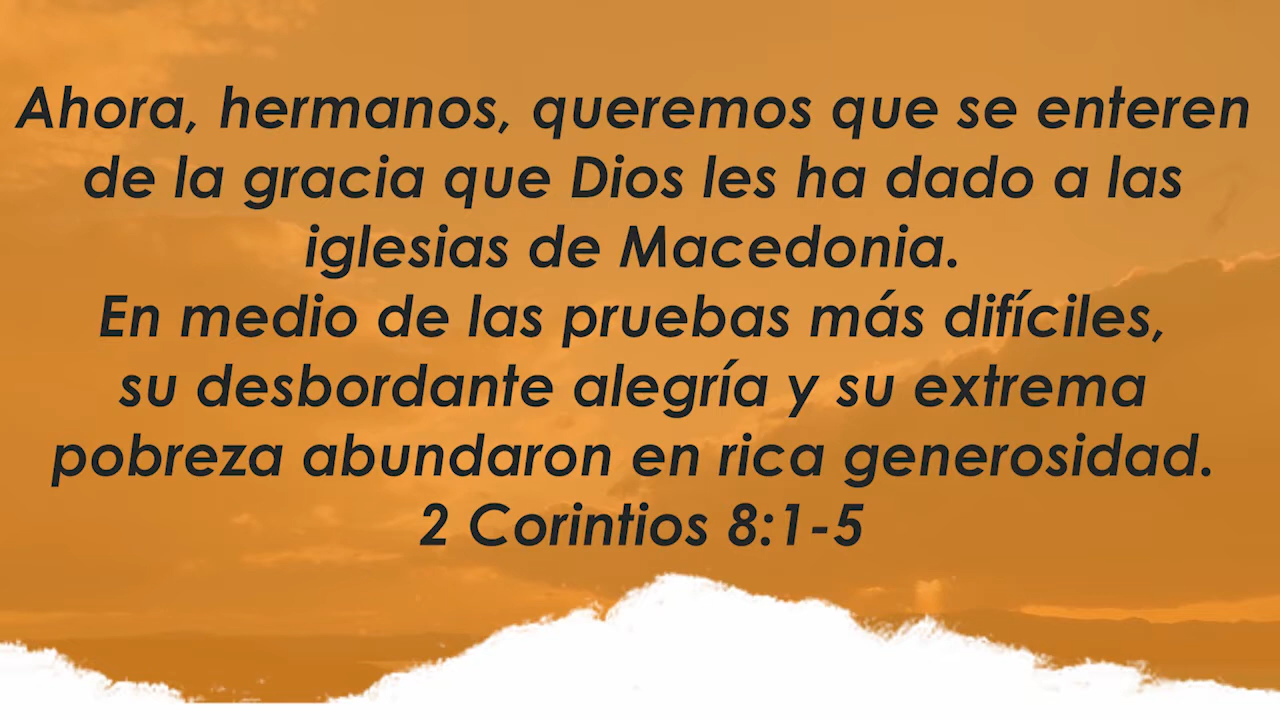 Ahora, hermanos, queremos que se enteren
de la gracia que Dios les ha dado a las
iglesias de Macedonia.
En medio de las pruebas más difíciles,
su desbordante alegría y su extrema
pobreza abundaron en rica generosidad.
2 Corintios 8:1-5